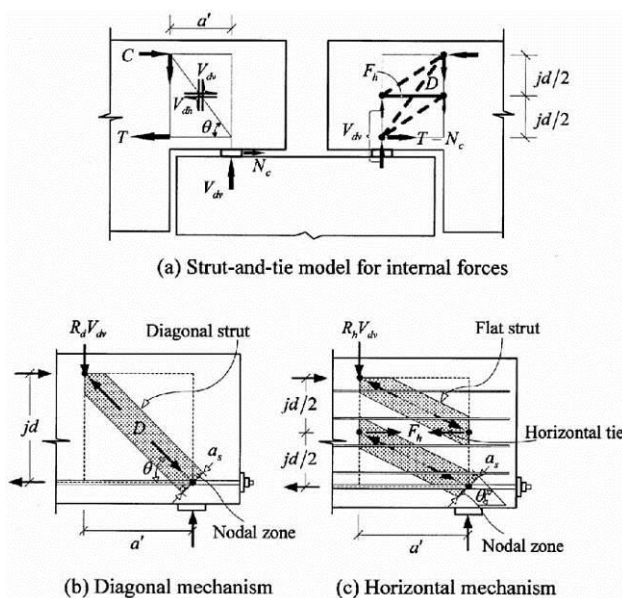 a'
C
V_dv
V_dh
T
θ
N_c
V_dv
F_h
D
jd/2
jd/2
V_dv
T − N_c
(a) Strut-and-tie model for internal forces
R_d V_dv
Diagonal strut
jd
D
θ
a_s
Nodal zone
a'
(b) Diagonal mechanism
R_h V_dv
Flat strut
jd/2
jd/2
F_h
Horizontal tie
a_s
θ
Nodal zone
a'
(c) Horizontal mechanism